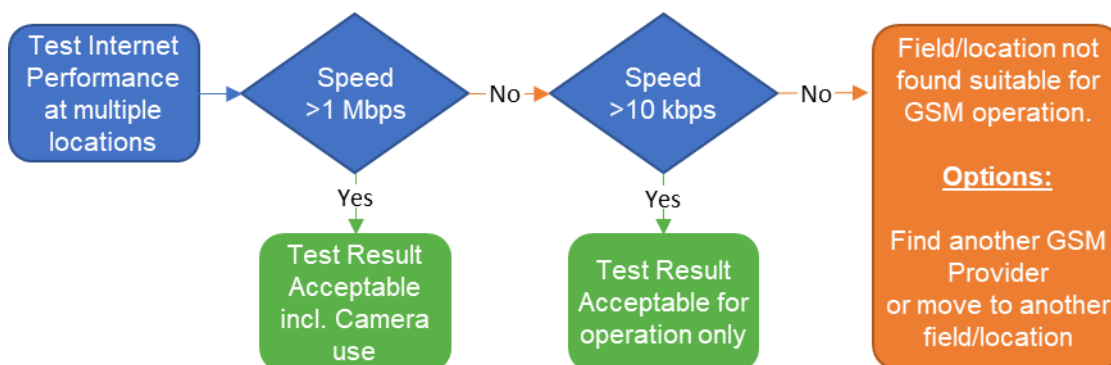 Test Internet
Performance
at multiple
locations
Speed
>1 Mbps
No
Speed
>10 kbps
No
Field/location not
found suitable for
GSM operation.
Options:
Find another GSM
Provider
or move to another
field/location
Yes
Test Result
Acceptable
incl. Camera
use
Yes
Test Result
Acceptable for
operation only